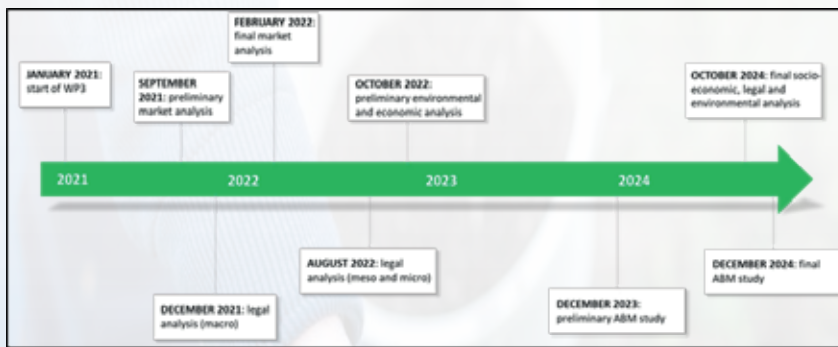 FEBRUARY 2022:
final market
analysis
JANUARY 2021:
start of WP3
SEPTEMBER
2021: preliminary
market analysis
OCTOBER 2022:
preliminary environmental
and economic analysis
OCTOBER 2024: final socio-
economic, legal and
environmental analysis
2021
2022
2023
2024
DECEMBER 2021: legal
analysis (macro)
AUGUST 2022: legal
analysis (meso and micro)
DECEMBER 2023:
preliminary ABM study
DECEMBER 2024: final
ABM study